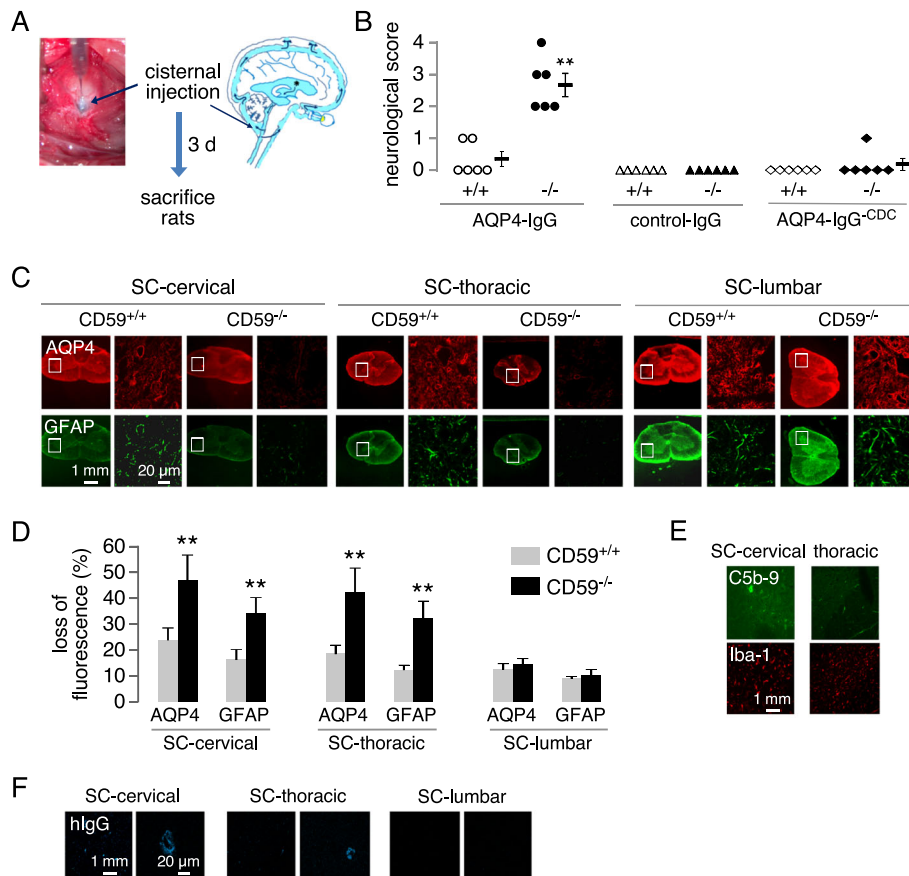 A
cisternal
injection
3 d
sacrifice
rats
B
neurological score
4
3
2
1
0
**
+/+ -/- +/+ -/- +/+ -/-
AQP4-IgG control-IgG AQP4-IgG-CDC
C
SC-cervical SC-thoracic SC-lumbar
CD59+/+ CD59-/- CD59+/+ CD59-/- CD59+/+ CD59-/-
AQP4
GFAP
1 mm 20 µm
D
loss of
fluorescence (%)
60
50
40
30
20
10
0
** ** ** **
CD59+/+
CD59-/-
AQP4 GFAP AQP4 GFAP AQP4 GFAP
SC-cervical SC-thoracic SC-lumbar
E
SC-cervical thoracic
C5b-9
Iba-1
1 mm
F
SC-cervical SC-thoracic SC-lumbar
hIgG
1 mm 20 µm